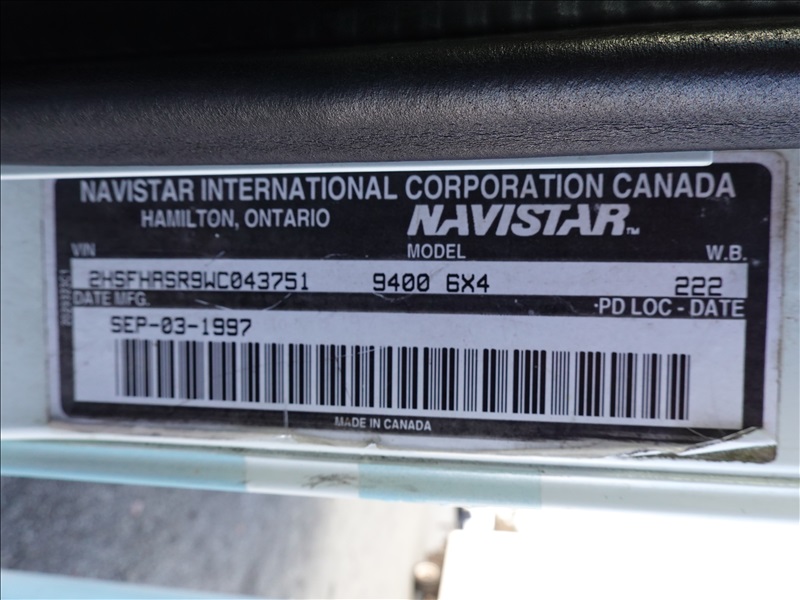 NAVISTAR INTERNATIONAL CORPORATION CANADA
HAMILTON, ONTARIO NAVISTAR™
VIN MODEL W.B.
2HSFHASR9WC043751 9400 6X4 222
DATE MFG. PD LOC - DATE
SEP-03-1997
MADE IN CANADA